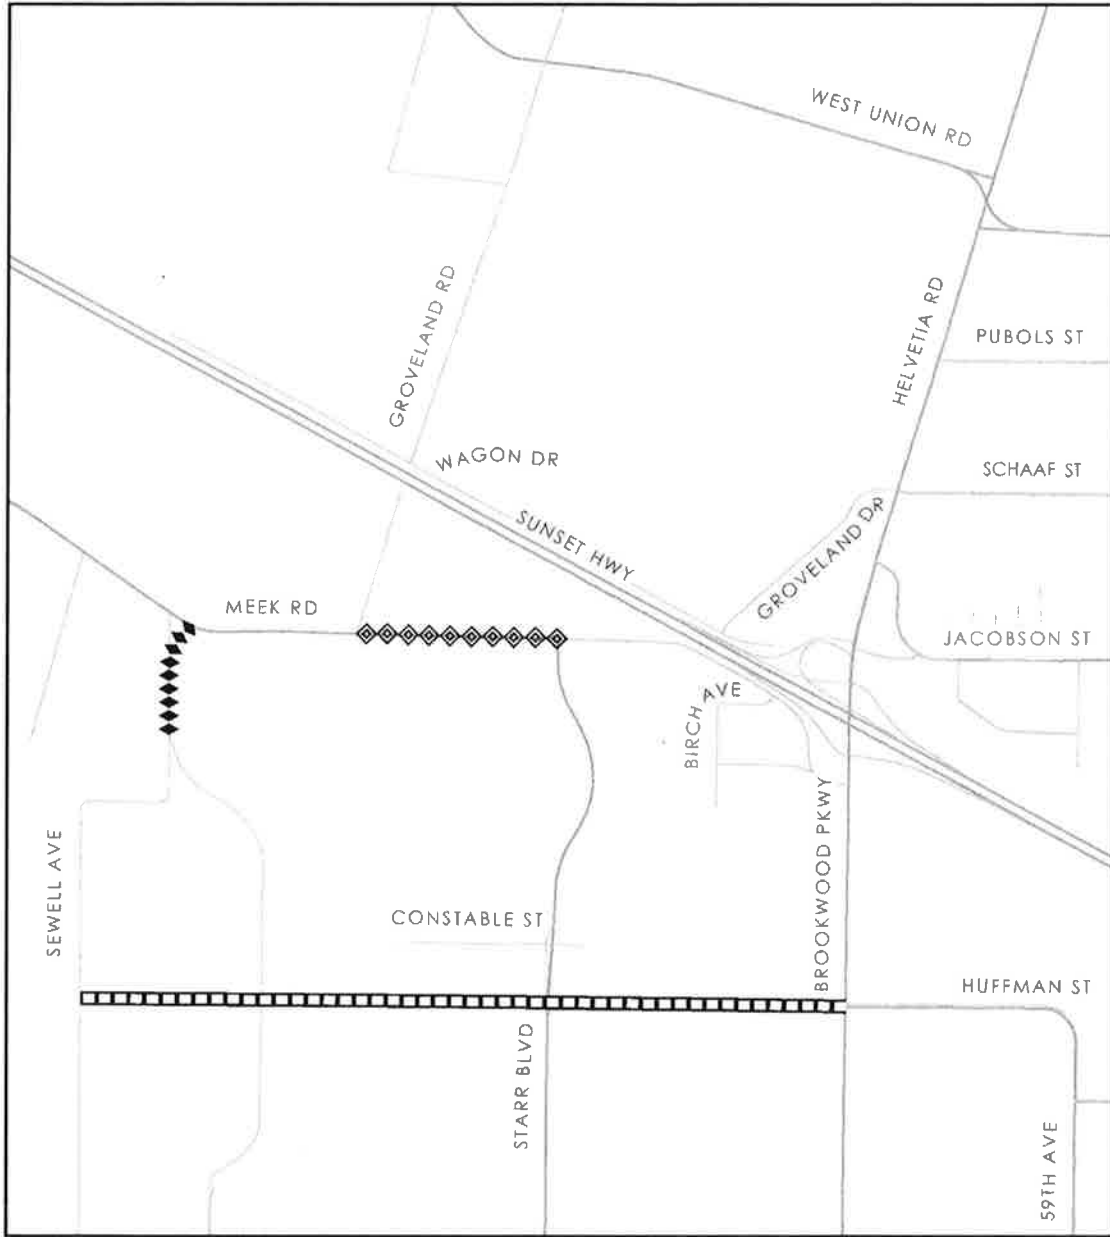 WEST UNION RD
GROVELAND RD
HELVETIA RD
PUBOLS ST
WAGON DR
SCHAAF ST
SUNSET HWY
GROVELAND DR
MEEK RD
JACOBSON ST
BIRCH AVE
SEWELL AVE
BROOKWOOD PKWY
CONSTABLE ST
HUFFMAN ST
STARR BLVD
59TH AVE